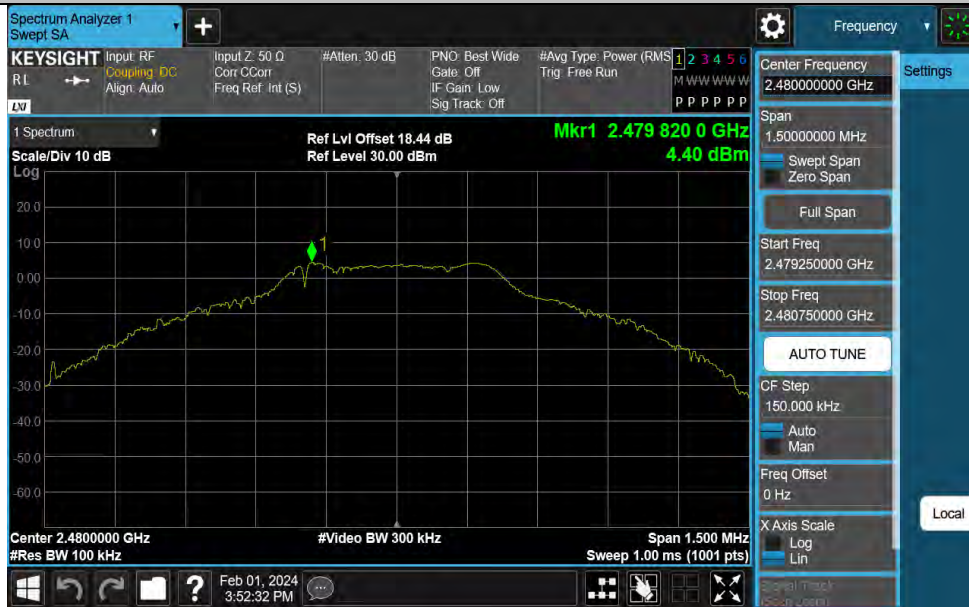 Spectrum Analyzer 1
Swept SA
Frequency
KEYSIGHT
Input: RF
Coupling: DC
Align: Auto
Input Z: 50 Ω
Corr CCorr
Freq Ref: Int (S)
#Atten: 30 dB
PNO: Best Wide
Gate: Off
IF Gain: Low
Sig Track: Off
#Avg Type: Power (RMS
Trig: Free Run
1 2 3 4 5 6
M W W W W W
P P P P P P
RL
LXI
Center Frequency
2.480000000 GHz
Settings
Span
1.50000000 MHz
Swept Span
Zero Span
Full Span
Start Freq
2.479250000 GHz
Stop Freq
2.480750000 GHz
AUTO TUNE
CF Step
150.000 kHz
Auto
Man
Freq Offset
0 Hz
X Axis Scale
Log
Lin
Signal Track
Local
1 Spectrum
Scale/Div 10 dB
Log
Ref Lvl Offset 18.44 dB
Ref Level 30.00 dBm
Mkr1 2.479 820 0 GHz
4.40 dBm
1
20.0
10.0
0.00
-10.0
-20.0
-30.0
-40.0
-50.0
-60.0
Center 2.4800000 GHz
#Res BW 100 kHz
#Video BW 300 kHz
Span 1.500 MHz
Sweep 1.00 ms (1001 pts)
Feb 01, 2024
3:52:32 PM